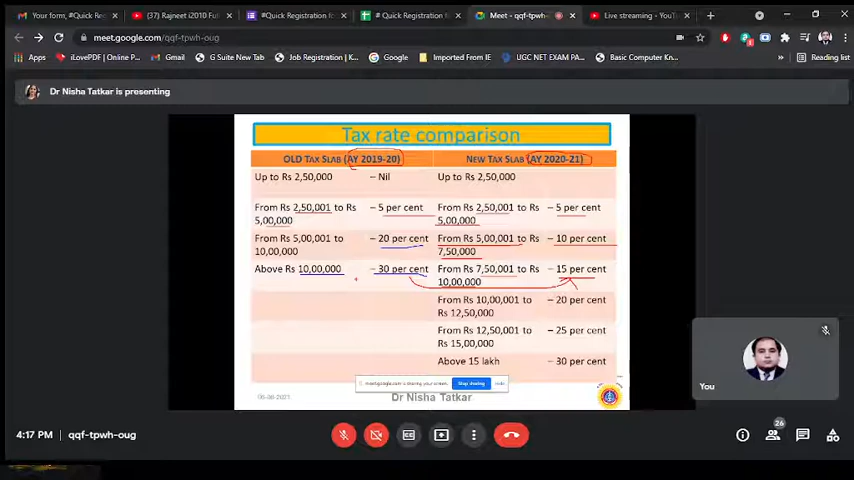 Your form, #Quick Regis
(37) Rajneet i2010 Fu
#Quick Registration f
# Quick Registration f
Meet - qqf-tpwh-
Live streaming - YouT
meet.google.com/qqf-tpwh-oug
Apps
iLovePDF | Online P...
Gmail
G Suite New Tab
Job Registration | K...
Google
Imported From IE
UGC NET EXAM PA...
Basic Computer Kno...
Reading list
Dr Nisha Tatkar is presenting
Tax rate comparison
OLD TAX SLAB (AY 2019-20) NEW TAX SLAB (AY 2020-21)
Up to Rs 2,50,000 – Nil Up to Rs 2,50,000
From Rs 2,50,001 to Rs 5,00,000 – 5 per cent From Rs 2,50,001 to Rs 5,00,000 – 5 per cent
From Rs 5,00,001 to 10,00,000 – 20 per cent From Rs 5,00,001 to Rs 7,50,000 – 10 per cent
Above Rs 10,00,000 – 30 per cent From Rs 7,50,001 to Rs 10,00,000 – 15 per cent
From Rs 10,00,001 to Rs 12,50,000 – 20 per cent
From Rs 12,50,001 to Rs 15,00,000 – 25 per cent
Above 15 lakh – 30 per cent
meet.google.com is sharing your screen.
Stop sharing
Hide
Dr Nisha Tatkar
You
26
4:17 PM | qqf-tpwh-oug